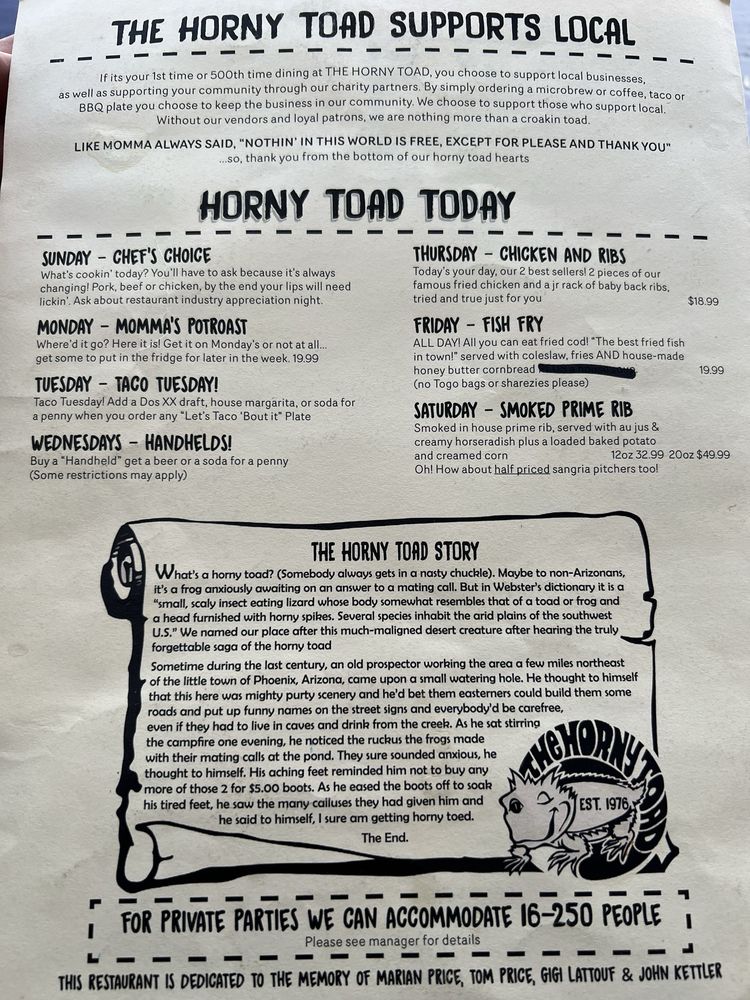 THE HORNY TOAD SUPPORTS LOCAL
If its your 1st time or 500th time dining at THE HORNY TOAD, you choose to support local businesses,
as well as supporting your community through our charity partners. By simply ordering a microbrew or coffee, taco or
BBQ plate you choose to keep the business in our community. We choose to support those who support local.
Without our vendors and loyal patrons, we are nothing more than a croakin toad.
LIKE MOMMA ALWAYS SAID, "NOTHIN' IN THIS WORLD IS FREE, EXCEPT FOR PLEASE AND THANK YOU"
...so, thank you from the bottom of our horny toad hearts
HORNY TOAD TODAY
SUNDAY – CHEF'S CHOICE
What's cookin' today? You'll have to ask because it's always
changing! Pork, beef or chicken, by the end your lips will need
lickin'. Ask about restaurant industry appreciation night.
MONDAY – MOMMA'S POTROAST
Where'd it go? Here it is! Get it on Monday's or not at all...
get some to put in the fridge for later in the week. 19.99
TUESDAY – TACO TUESDAY!
Taco Tuesday! Add a Dos XX draft, house margarita, or soda for
a penny when you order any "Let's Taco 'Bout it" Plate
WEDNESDAYS – HANDHELDS!
Buy a "Handheld" get a beer or a soda for a penny
(Some restrictions may apply)
THURSDAY – CHICKEN AND RIBS
Today's your day, our 2 best sellers! 2 pieces of our
famous fried chicken and a jr rack of baby back ribs,
tried and true just for you $18.99
FRIDAY – FISH FRY
ALL DAY! All you can eat fried cod! "The best fried fish
in town!" served with coleslaw, fries AND house-made
honey butter cornbread 19.99
(no Togo bags or sharezies please)
SATURDAY – SMOKED PRIME RIB
Smoked in house prime rib, served with au jus &
creamy horseradish plus a loaded baked potato
and creamed corn 12oz 32.99 20oz $49.99
Oh! How about half priced sangria pitchers too!
THE HORNY TOAD STORY
What's a horny toad? (Somebody always gets in a nasty chuckle). Maybe to non-Arizonans,
it's a frog anxiously awaiting on an answer to a mating call. But in Webster's dictionary it is a
"small, scaly insect eating lizard whose body somewhat resembles that of a toad or frog and
a head furnished with horny spikes. Several species inhabit the arid plains of the southwest
U.S." We named our place after this much-maligned desert creature after hearing the truly
forgettable saga of the horny toad
Sometime during the last century, an old prospector working the area a few miles northeast
of the little town of Phoenix, Arizona, came upon a small watering hole. He thought to himself
that this here was mighty purty scenery and he'd bet them easterners could build them some
roads and put up funny names on the street signs and everybody'd be carefree,
even if they had to live in caves and drink from the creek. As he sat stirring
the campfire one evening, he noticed the ruckus the frogs made
with their mating calls at the pond. They sure sounded anxious, he
thought to himself. His aching feet reminded him not to buy any
more of those 2 for $5.00 boots. As he eased the boots off to soak
his tired feet, he saw the many calluses they had given him and
he said to himself, I sure am getting horny toed.
The End.
THE HORNY TOAD
EST. 1976
FOR PRIVATE PARTIES WE CAN ACCOMMODATE 16–250 PEOPLE
Please see manager for details
THIS RESTAURANT IS DEDICATED TO THE MEMORY OF MARIAN PRICE, TOM PRICE, GIGI LATTOUF & JOHN KETTLER